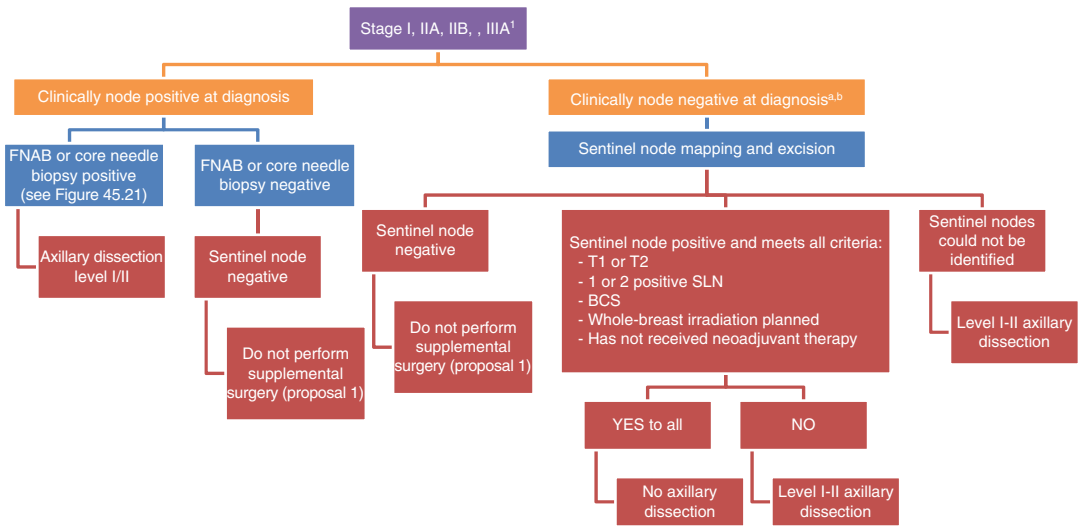 Stage I, IIA, IIB, , IIIA¹
Clinically node positive at diagnosis
Clinically node negative at diagnosisᵃ,ᵇ
FNAB or core needle
biopsy positive
(see Figure 45.21)
FNAB or core needle
biopsy negative
Sentinel node mapping and excision
Axillary dissection
level I/II
Sentinel node
negative
Do not perform
supplemental
surgery (proposal 1)
Sentinel node
negative
Do not perform
supplemental
surgery (proposal 1)
Sentinel node positive and meets all criteria:
- T1 or T2
- 1 or 2 positive SLN
- BCS
- Whole-breast irradiation planned
- Has not received neoadjuvant therapy
Sentinel nodes
could not be
identified
Level I-II axillary
dissection
YES to all
NO
No axillary
dissection
Level I-II axillary
dissection